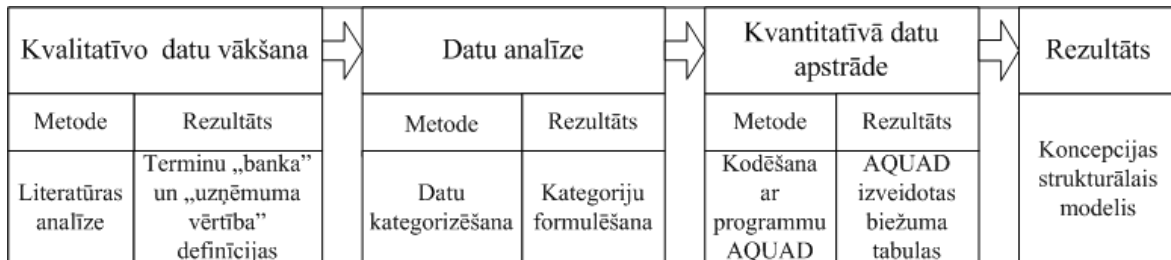 Kvalitatīvo datu vākšana
Metode
Rezultāts
Literatūras
analīze
Terminu „banka”
un „uzņēmuma
vērtība”
definīcijas
Datu analīze
Metode
Rezultāts
Datu
kategorizēšana
Kategoriju
formulēšana
Kvantitatīvā datu
apstrāde
Metode
Rezultāts
Kodēšana
ar
programmu
AQUAD
AQUAD
izveidotas
biežuma
tabulas
Rezultāts
Koncepcijas
strukturālais
modelis